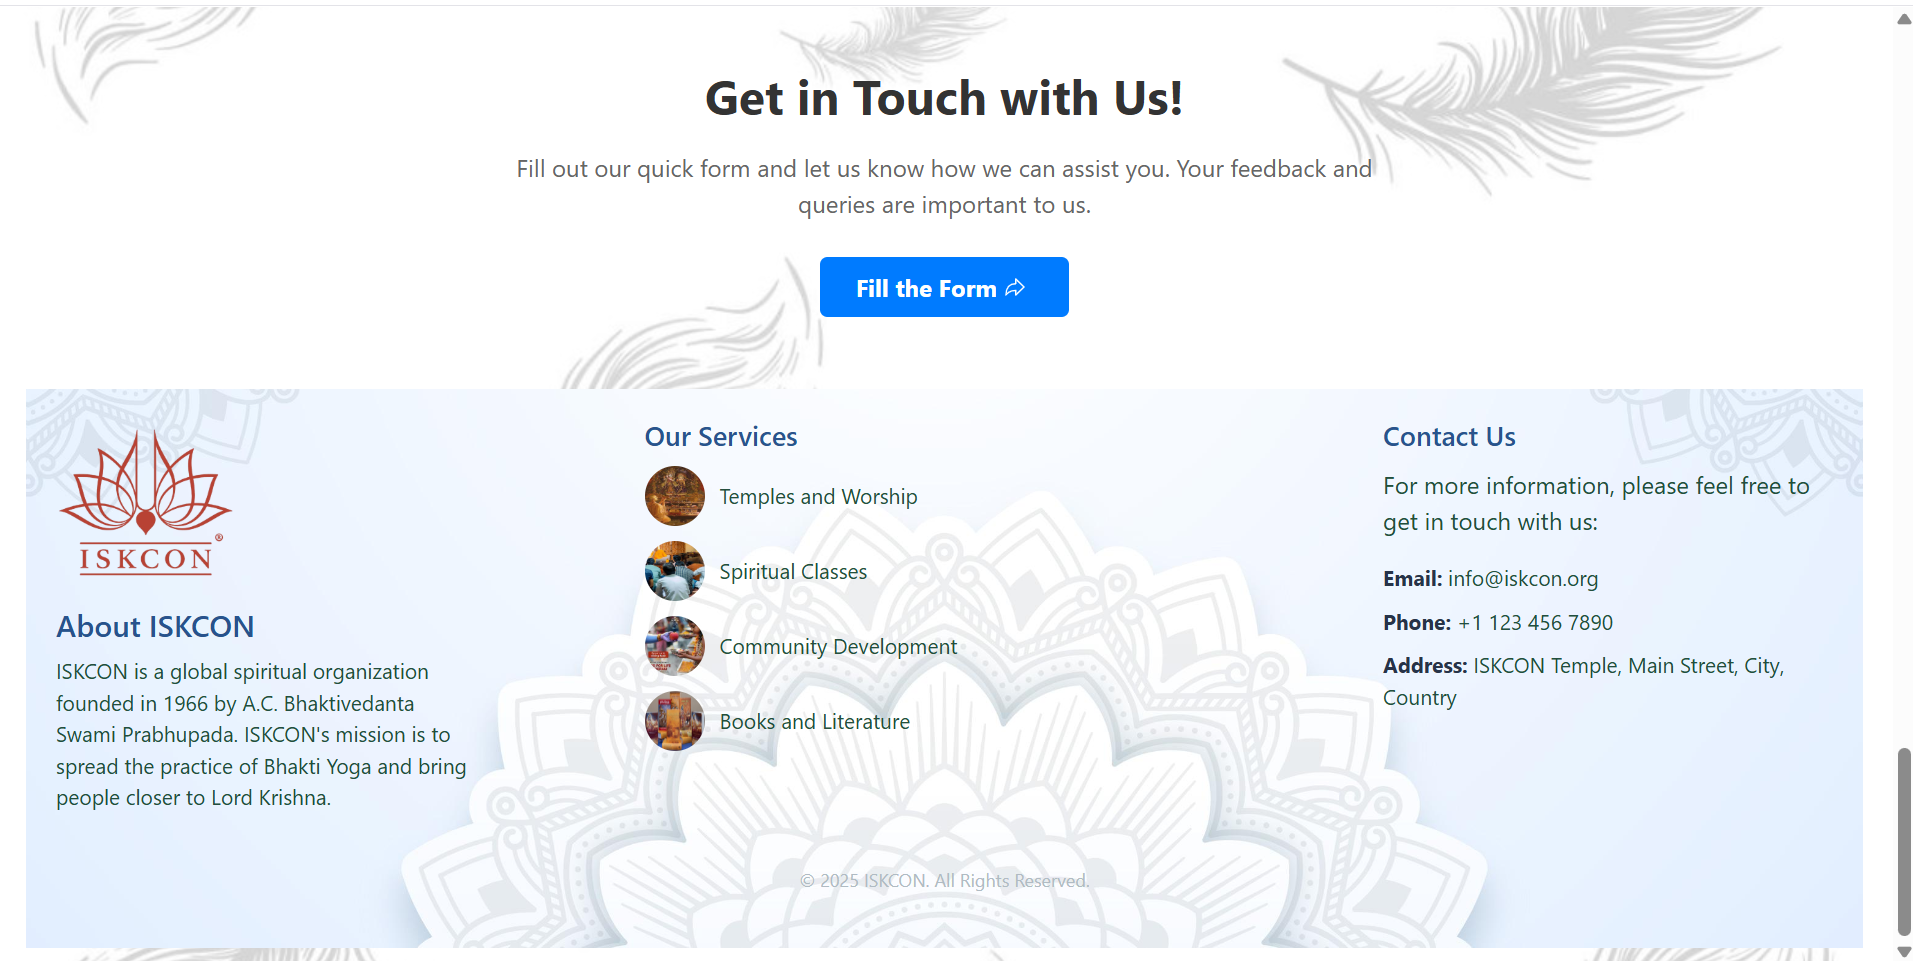 Get in Touch with Us!
Fill out our quick form and let us know how we can assist you. Your feedback and
queries are important to us.
Fill the Form
ISKCON®
About ISKCON
ISKCON is a global spiritual organization
founded in 1966 by A.C. Bhaktivedanta
Swami Prabhupada. ISKCON's mission is to
spread the practice of Bhakti Yoga and bring
people closer to Lord Krishna.
Our Services
Temples and Worship
Spiritual Classes
Community Development
Books and Literature
Contact Us
For more information, please feel free to
get in touch with us:
Email: info@iskcon.org
Phone: +1 123 456 7890
Address: ISKCON Temple, Main Street, City,
Country
© 2025 ISKCON. All Rights Reserved.